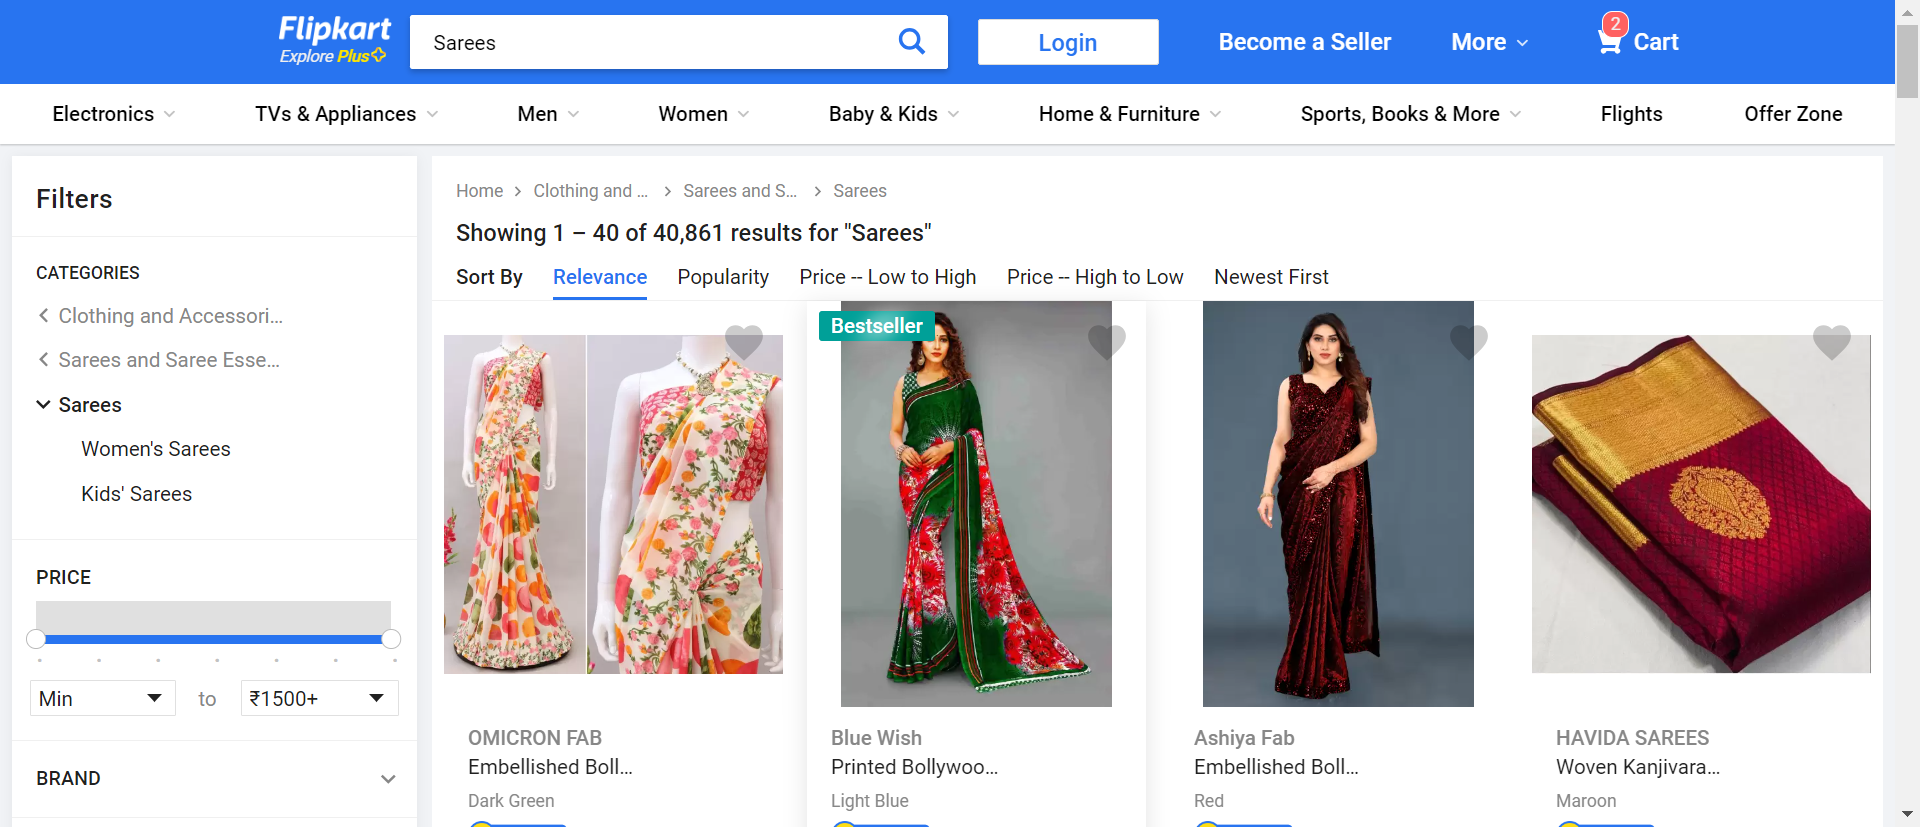 Flipkart
Explore Plus
Sarees
Login
Become a Seller
More
2
Cart
Electronics
TVs & Appliances
Men
Women
Baby & Kids
Home & Furniture
Sports, Books & More
Flights
Offer Zone
Filters
CATEGORIES
Clothing and Accessori...
Sarees and Saree Esse...
Sarees
Women's Sarees
Kids' Sarees
PRICE
Min
to
₹1500+
BRAND
Home
Clothing and ...
Sarees and S...
Sarees
Showing 1 – 40 of 40,861 results for "Sarees"
Sort By
Relevance
Popularity
Price -- Low to High
Price -- High to Low
Newest First
OMICRON FAB
Embellished Boll...
Dark Green
Bestseller
Blue Wish
Printed Bollywoo...
Light Blue
Ashiya Fab
Embellished Boll...
Red
HAVIDA SAREES
Woven Kanjivara...
Maroon